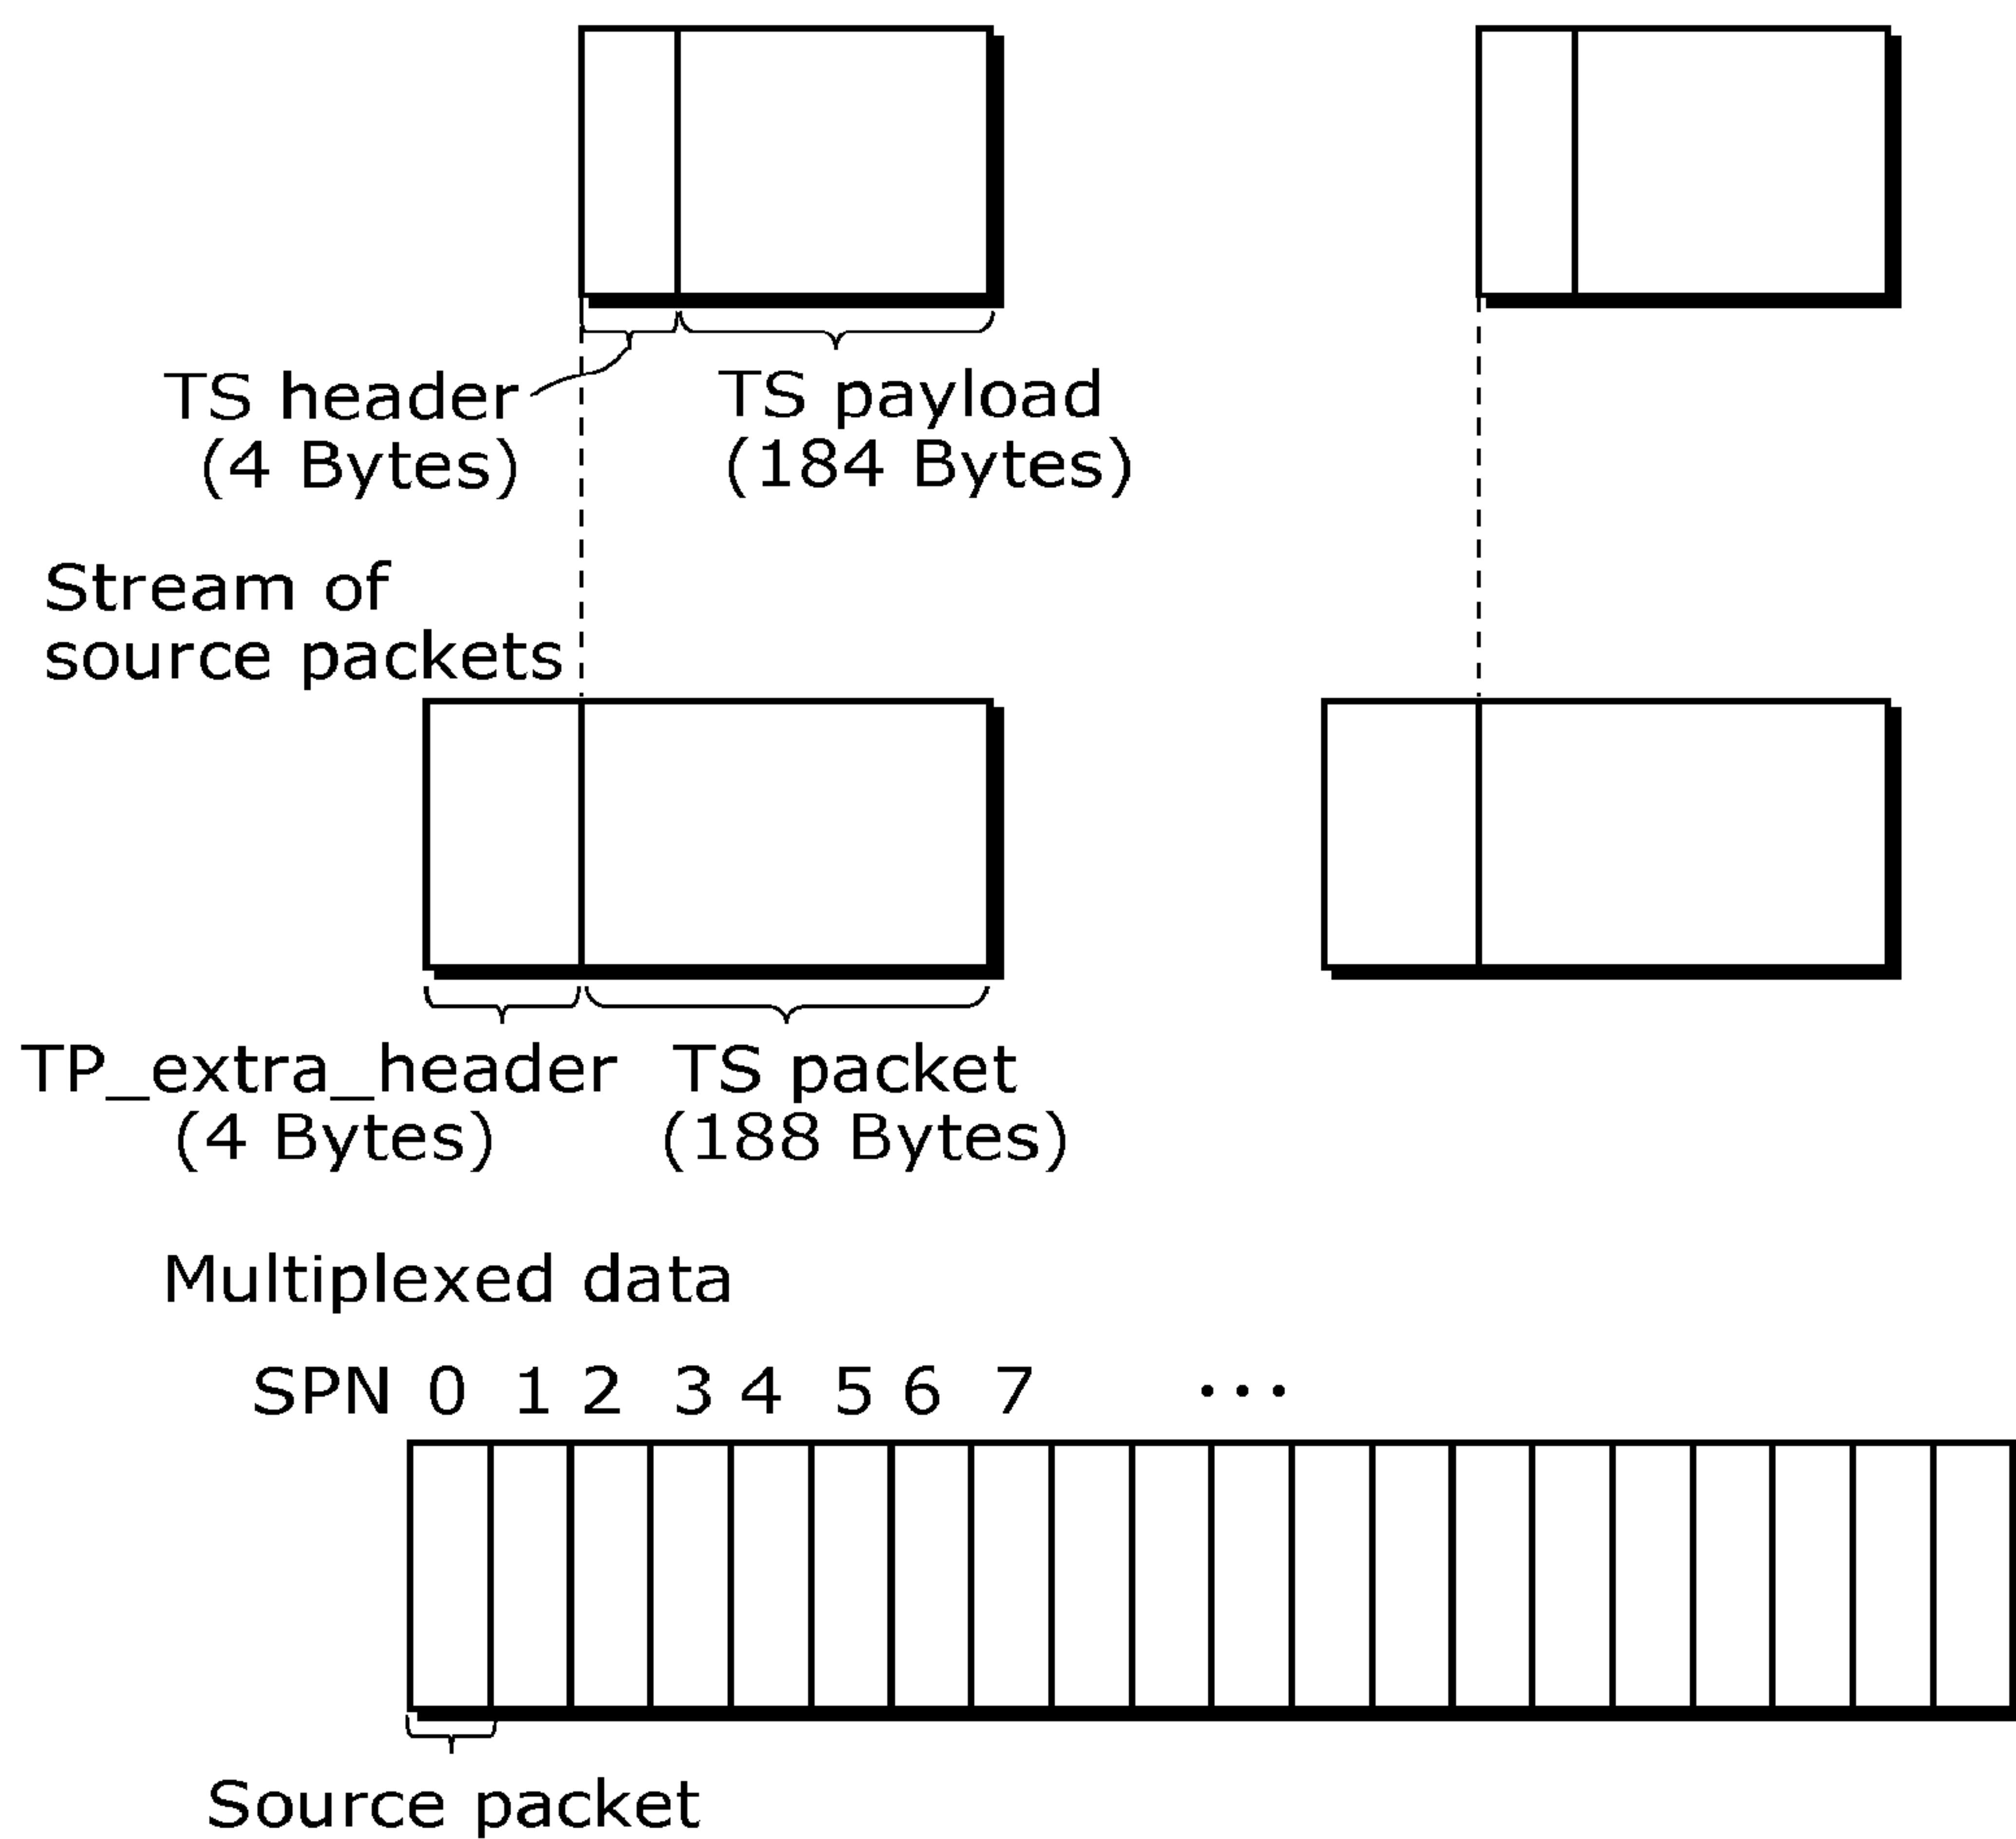 TS header
(4 Bytes)
TS payload
(184 Bytes)
Stream of
source packets
TP_extra_header
(4 Bytes)
TS packet
(188 Bytes)
Multiplexed data
SPN 0 1 2 3 4 5 6 7 ...
Source packet